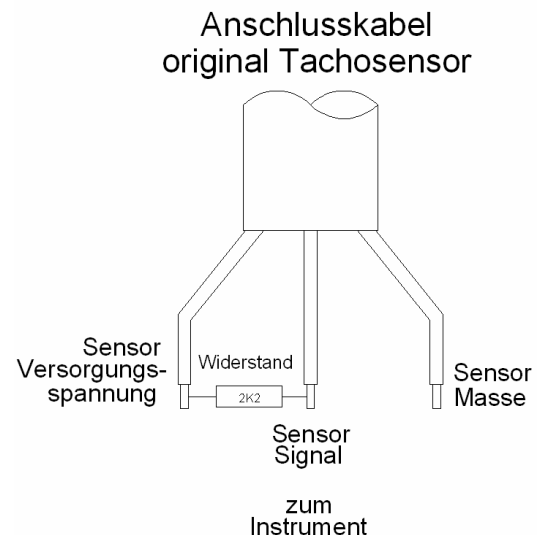 Anschlusskabel
original Tachosensor
Sensor
Versorgungs-
spannung
Widerstand
2K2
Sensor
Signal
Sensor
Masse
zum
Instrument